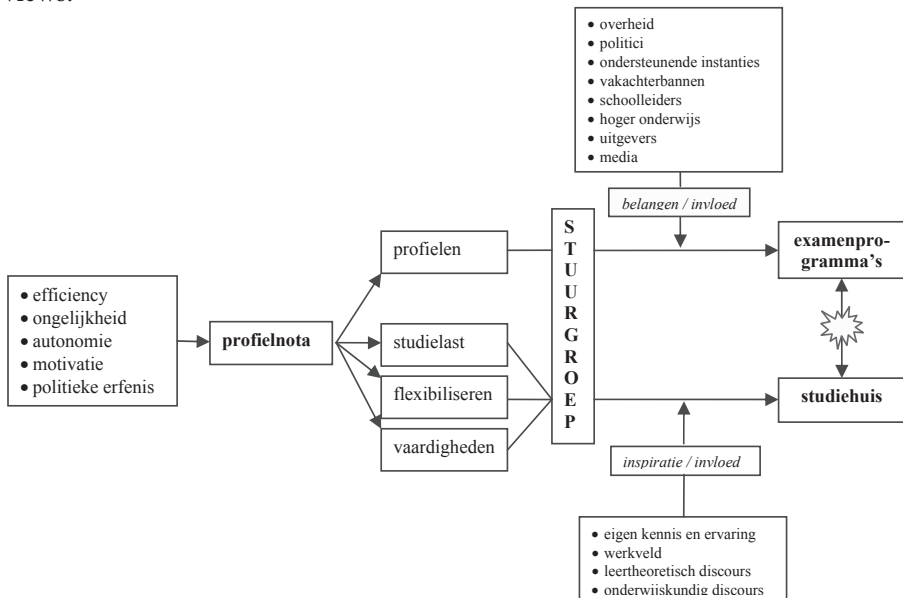 • overheid
• politici
• ondersteunende instanties
• vakachterbannen
• schoolleiders
• hoger onderwijs
• uitgevers
• media
belangen / invloed
STUURGROEP
profielen
examenpro-
gramma's
• efficiency
• ongelijkheid
• autonomie
• motivatie
• politieke erfenis
profielnota
studielast
flexibiliseren
vaardigheden
studiehuis
inspiratie / invloed
• eigen kennis en ervaring
• werkveld
• leertheoretisch discours
• onderwijskundig discours